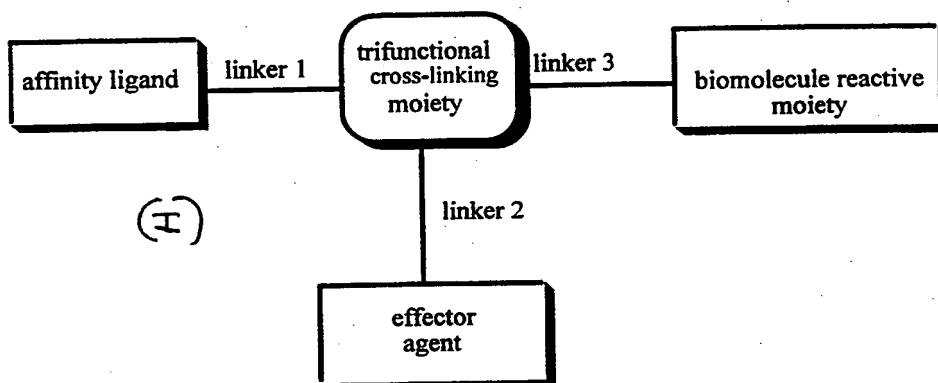 affinity ligand
linker 1
trifunctional
cross-linking
moiety
linker 3
biomolecule reactive
moiety
(I)
linker 2
effector
agent